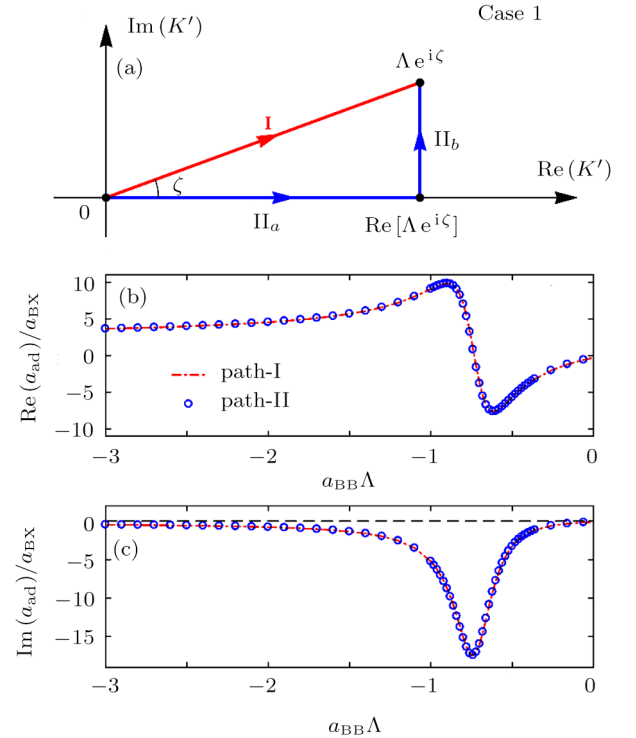 Case 1
Im (K′)
(a)
Λ e^{iζ}
I
II_b
ζ
Re (K′)
0
II_a
Re [Λ e^{iζ}]
(b)
10
5
0
−5
−10
Re (a_ad)/a_BX
path-I
path-II
−3
−2
−1
0
a_BB Λ
(c)
0
−5
−10
−15
Im (a_ad)/a_BX
−3
−2
−1
0
a_BB Λ